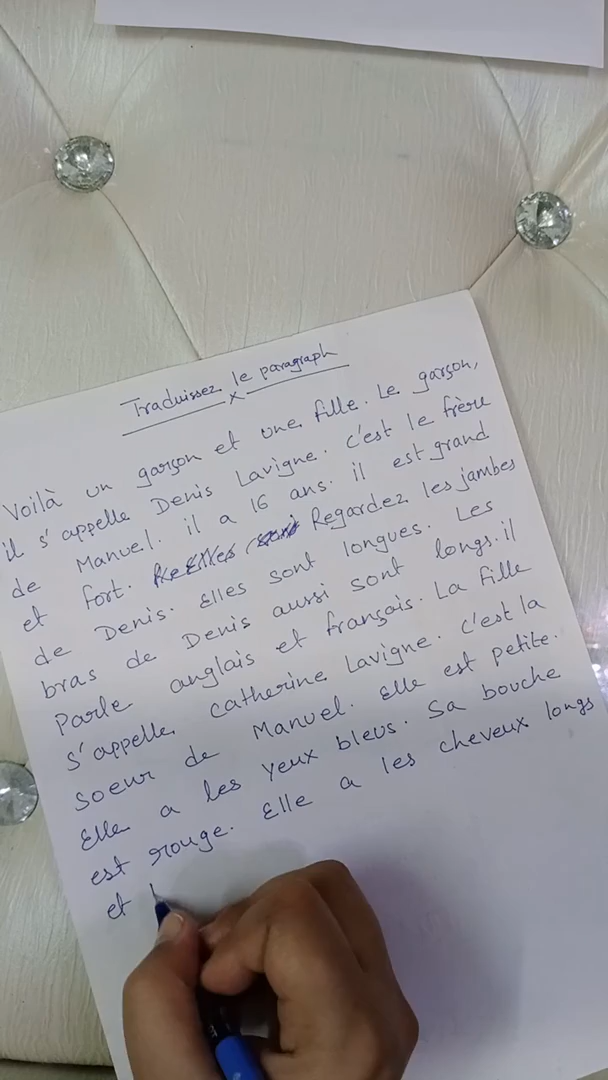 Traduissez le paragraph
x
Voilà un garçon et une fille. Le garçon,
il s'appelle Denis Lavigne. c'est le frère
de Manuel. il a 16 ans. il est grand
et fort. Regardez les jambes
de Denis. Elles sont longues. Les
bras de Denis aussi sont longs. il
parle anglais et français. La fille
s'appelle Catherine Lavigne. c'est la
soeur de Manuel. Elle est petite.
Elle a les yeux bleus. Sa bouche
est rouge. Elle a les cheveux longs
et